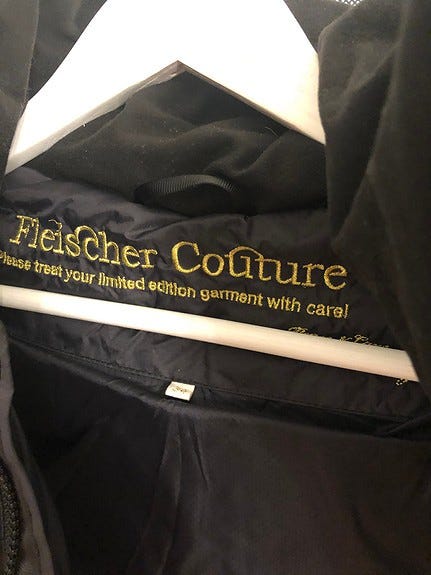 Fleischer Couture
Please treat your limited edition garment with care!